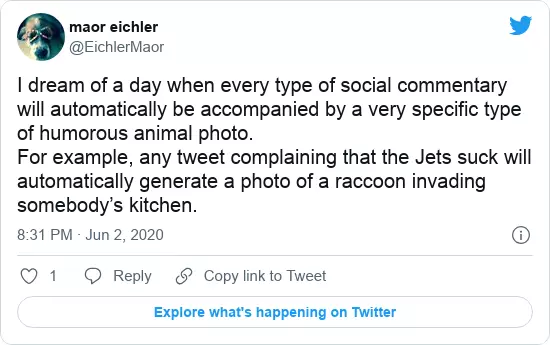 maor eichler
@EichlerMaor
I dream of a day when every type of social commentary
will automatically be accompanied by a very specific type
of humorous animal photo.
For example, any tweet complaining that the Jets suck will
automatically generate a photo of a raccoon invading
somebody’s kitchen.
8:31 PM · Jun 2, 2020
1 Reply Copy link to Tweet
Explore what's happening on Twitter